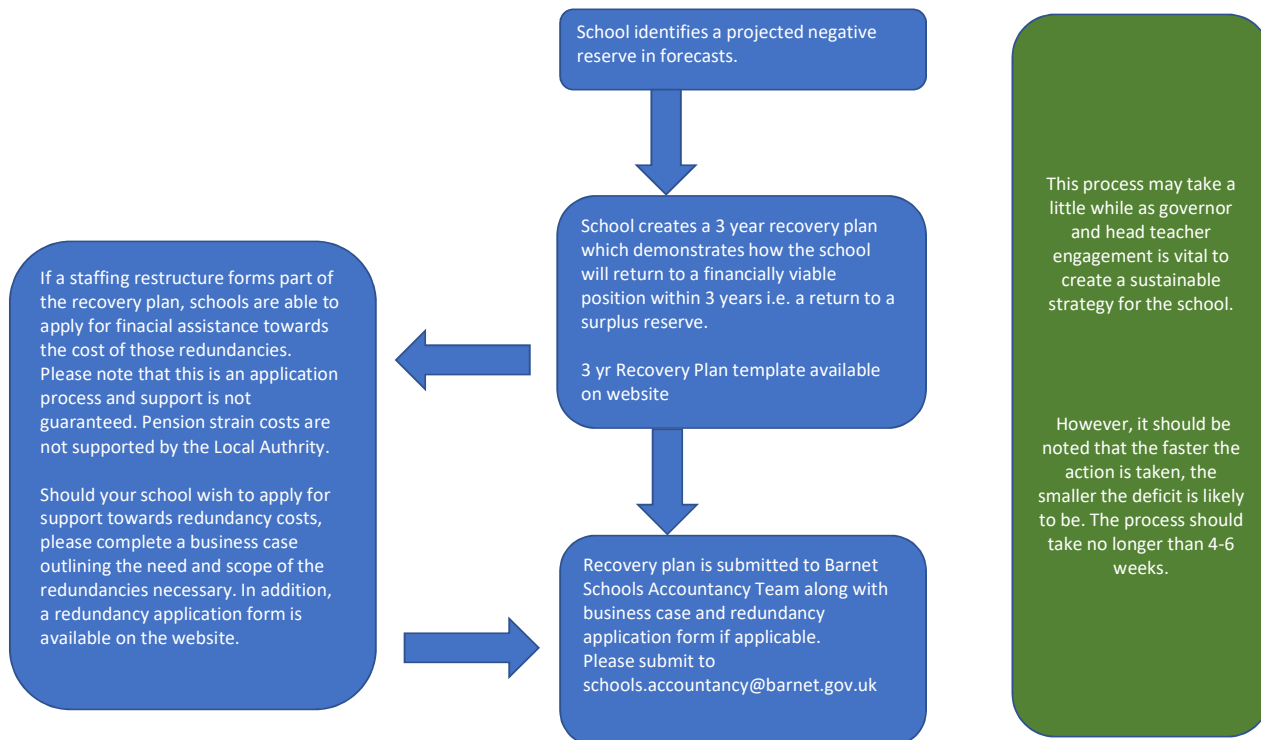 School identifies a projected negative
reserve in forecasts.
School creates a 3 year recovery plan
which demonstrates how the school
will return to a financially viable
position within 3 years i.e. a return to a
surplus reserve.
3 yr Recovery Plan template available
on website
If a staffing restructure forms part of
the recovery plan, schools are able to
apply for finacial assistance towards
the cost of those redundancies.
Please note that this is an application
process and support is not
guaranteed. Pension strain costs are
not supported by the Local Authrity.
Should your school wish to apply for
support towards redundancy costs,
please complete a business case
outlining the need and scope of the
redundancies necessary. In addition,
a redundancy application form is
available on the website.
Recovery plan is submitted to Barnet
Schools Accountancy Team along with
business case and redundancy
application form if applicable.
Please submit to
schools.accountancy@barnet.gov.uk
This process may take a
little while as governor
and head teacher
engagement is vital to
create a sustainable
strategy for the school.
However, it should be
noted that the faster the
action is taken, the
smaller the deficit is likely
to be. The process should
take no longer than 4-6
weeks.